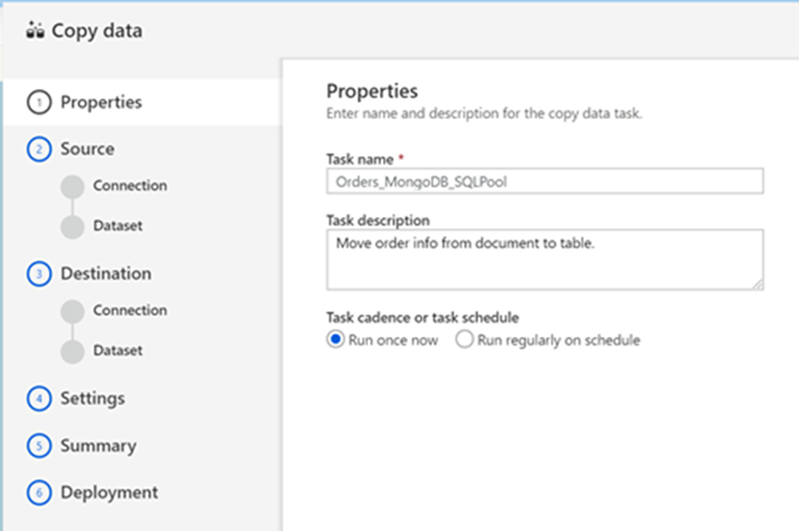 Copy data
1 Properties
2 Source
Connection
Dataset
3 Destination
Connection
Dataset
4 Settings
5 Summary
6 Deployment
Properties
Enter name and description for the copy data task.
Task name *
Orders_MongoDB_SQLPool
Task description
Move order info from document to table.
Task cadence or task schedule
Run once now Run regularly on schedule